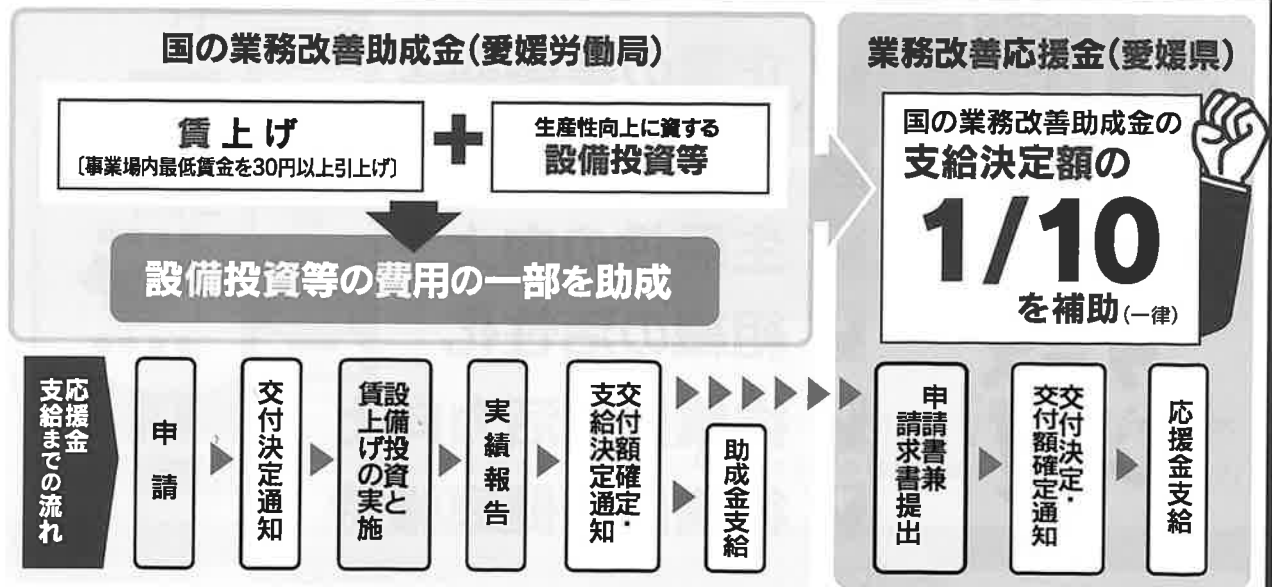 国の業務改善助成金(愛媛労働局)
賃上げ
〔事業場内最低賃金を30円以上引上げ〕
+
生産性向上に資する
設備投資等
設備投資等の費用の一部を助成
業務改善応援金(愛媛県)
国の業務改善助成金の
支給決定額の
1/10
を補助(一律)
応援金
支給までの流れ
申請
交付決定通知
設備投資と
賃上げの実施
実績報告
交付額確定・
支給決定通知
助成金支給
申請書兼
請求書提出
交付決定・
交付額確定通知
応援金支給